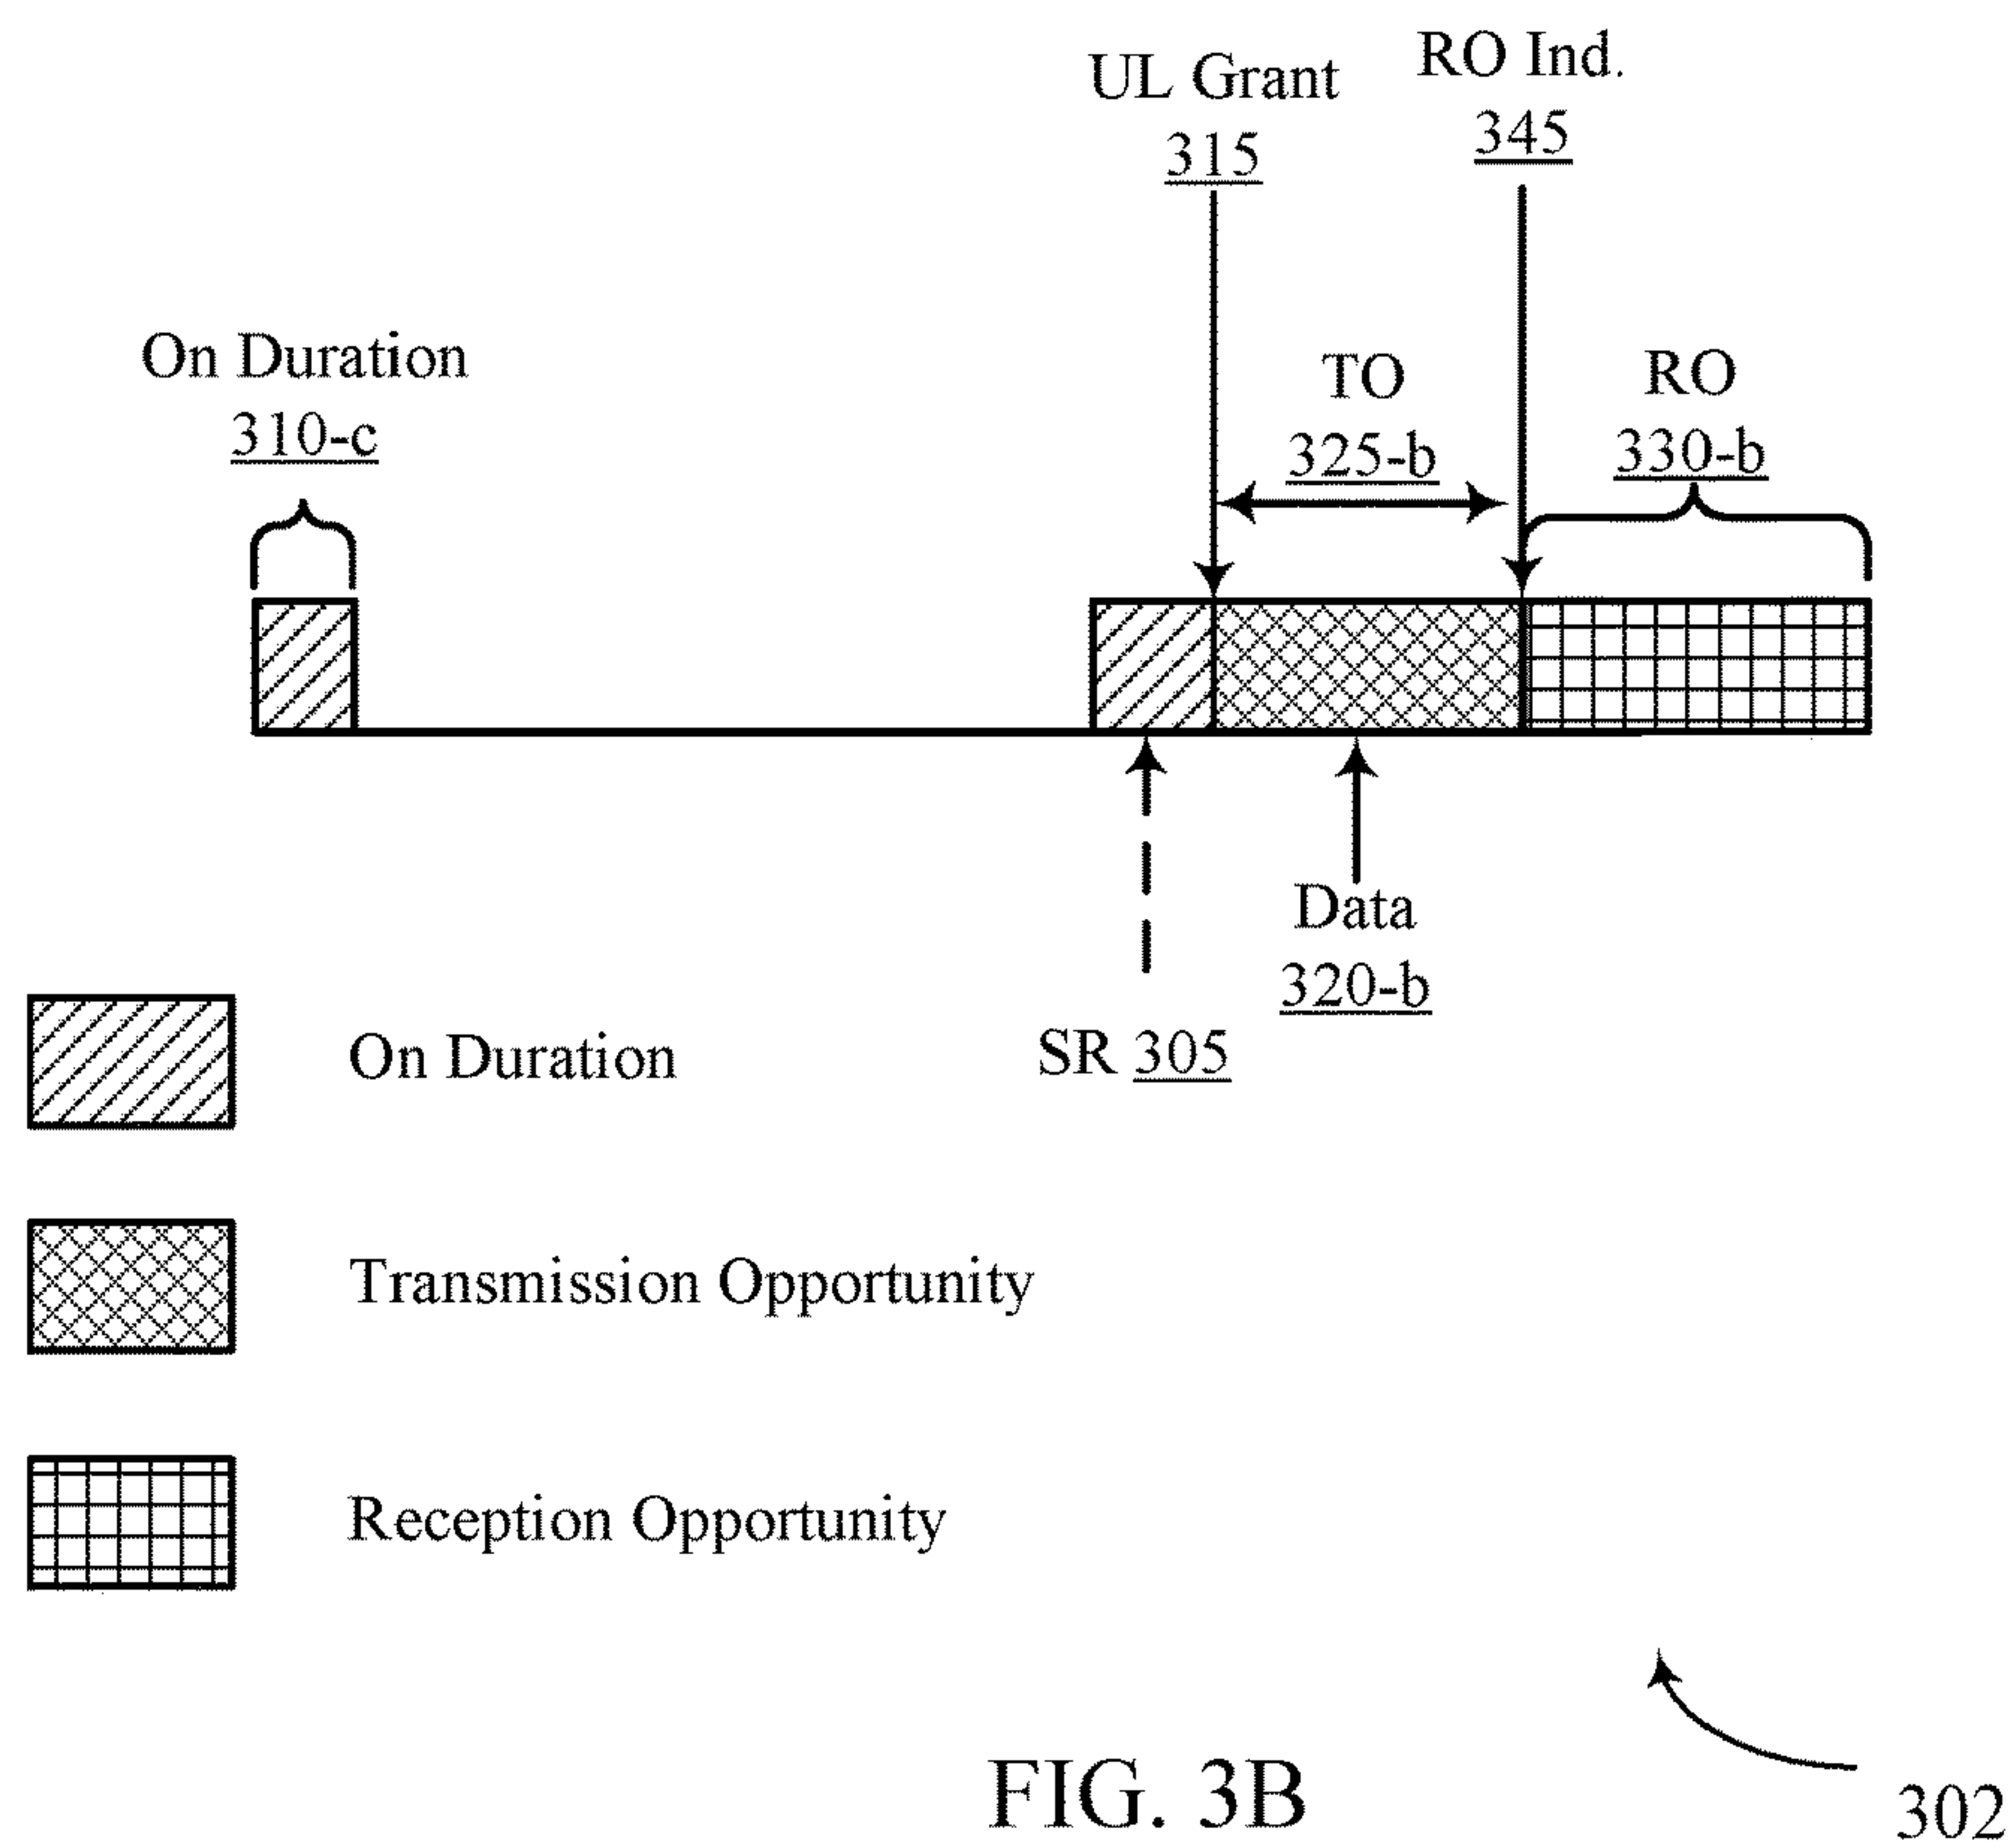 UL Grant
315
RO Ind.
345
On Duration
310-c
TO
325-b
RO
330-b
Data
320-b
SR 305
On Duration
Transmission Opportunity
Reception Opportunity
FIG. 3B
302